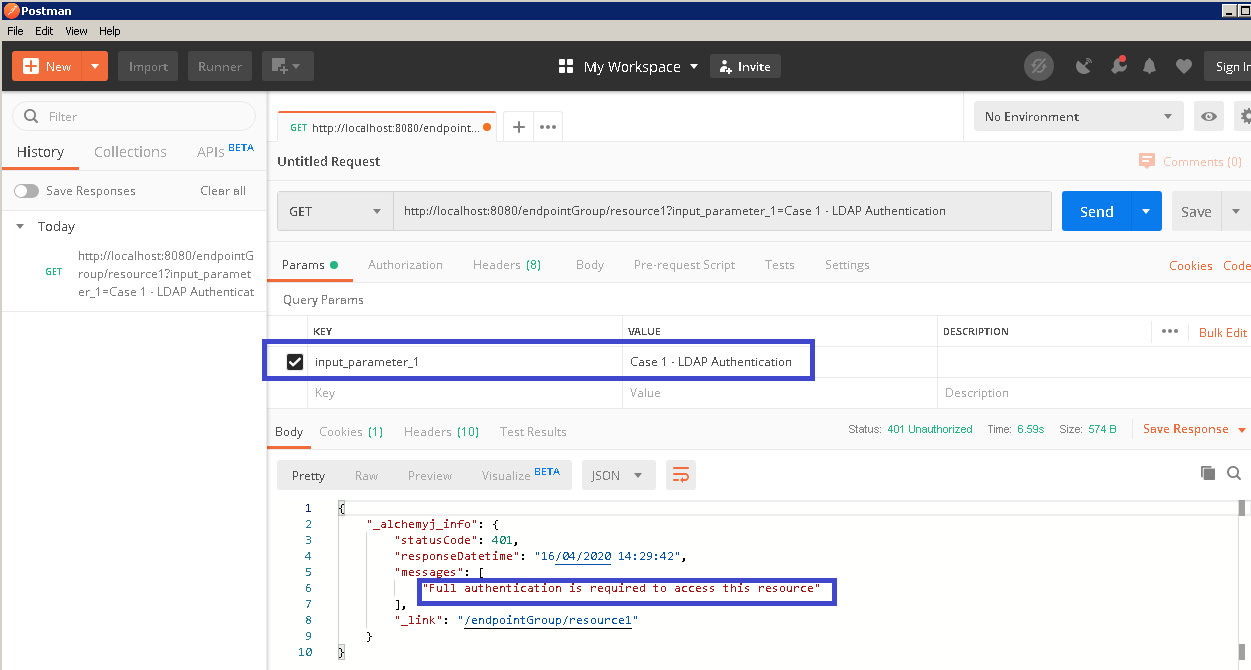 Postman
File Edit View Help
New Import Runner My Workspace Invite Sign In
Filter
History Collections APIs BETA
Save Responses Clear all
Today
GET http://localhost:8080/endpointG
roup/resource1?input_paramet
er_1=Case 1 - LDAP Authenticat
GET http://localhost:8080/endpoint... No Environment
Untitled Request Comments (0)
GET http://localhost:8080/endpointGroup/resource1?input_parameter_1=Case 1 - LDAP Authentication Send Save
Params Authorization Headers (8) Body Pre-request Script Tests Settings Cookies Code
Query Params
KEY VALUE DESCRIPTION Bulk Edit
input_parameter_1 Case 1 - LDAP Authentication
Key Value Description
Body Cookies (1) Headers (10) Test Results Status: 401 Unauthorized Time: 6.59s Size: 574 B Save Response
Pretty Raw Preview Visualize BETA JSON
1 {
2 "_alchemyj_info": {
3 "statusCode": 401,
4 "responseDatetime": "16/04/2020 14:29:42",
5 "messages": [
6 "Full authentication is required to access this resource"
7 ],
8 "_link": "/endpointGroup/resource1"
9 }
10 }